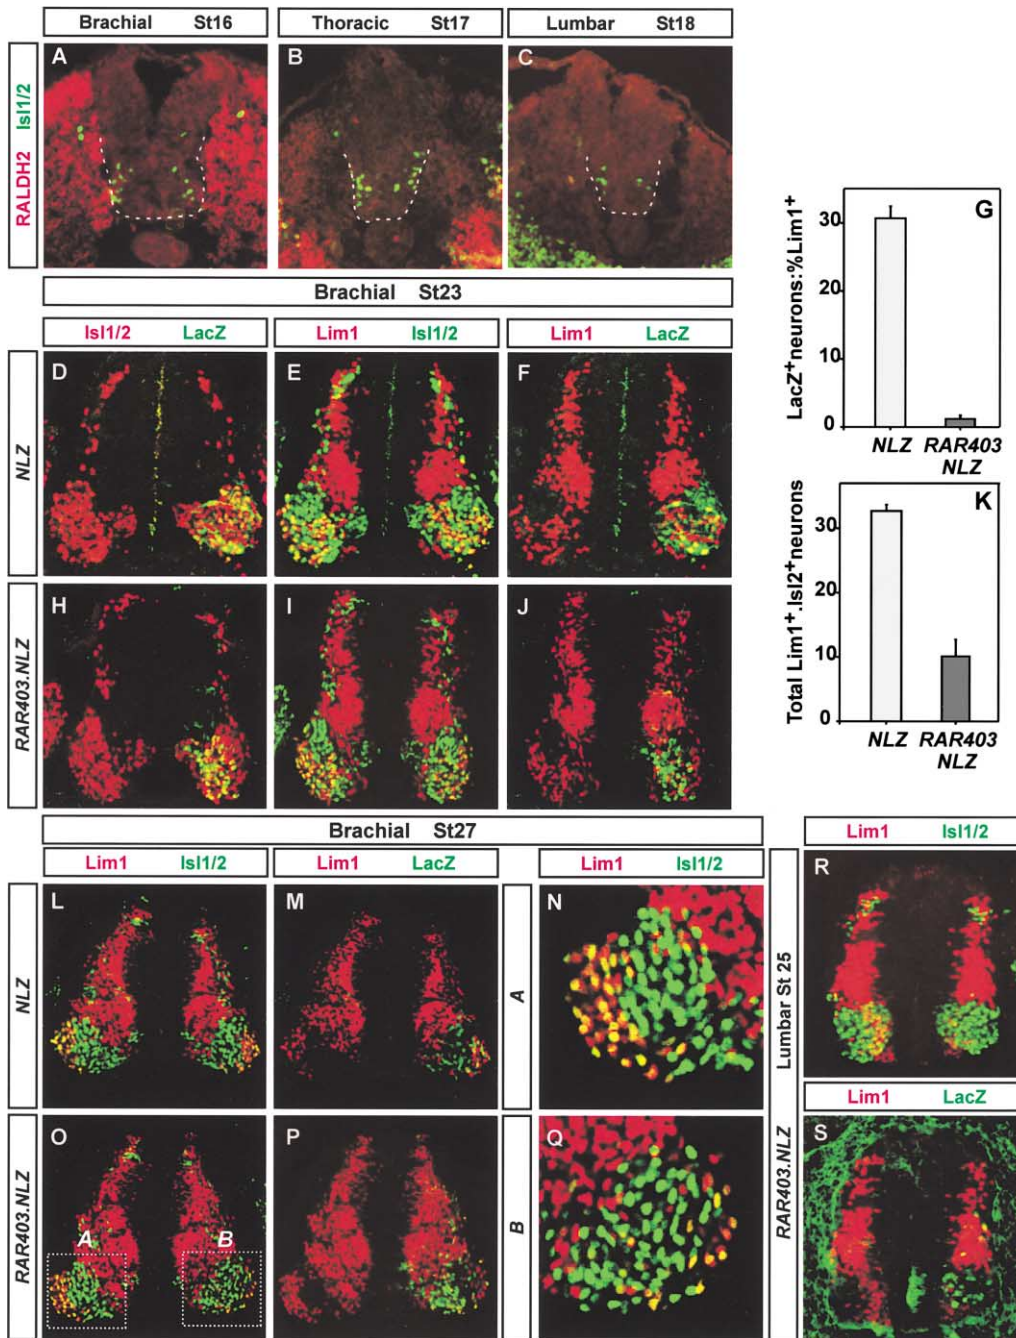 Brachial St16
Thoracic St17
Lumbar St18
RALDH2 Isl1/2
A
B
C
Brachial St23
Isl1/2 LacZ
Lim1 Isl1/2
Lim1 LacZ
NLZ
D
E
F
RAR403.NLZ
H
I
J
G
LacZ⁺neurons:%Lim1⁺
30
20
10
0
NLZ RAR403
NLZ
K
Total Lim1⁺.Isl2⁺neurons
30
20
10
0
NLZ RAR403
NLZ
Brachial St27
Lim1 Isl1/2
Lim1 LacZ
Lim1 Isl1/2
NLZ
L
M
A
N
RAR403.NLZ
O
A
B
P
B
Q
Lumbar St 25
RAR403.NLZ
Lim1 Isl1/2
R
Lim1 LacZ
S